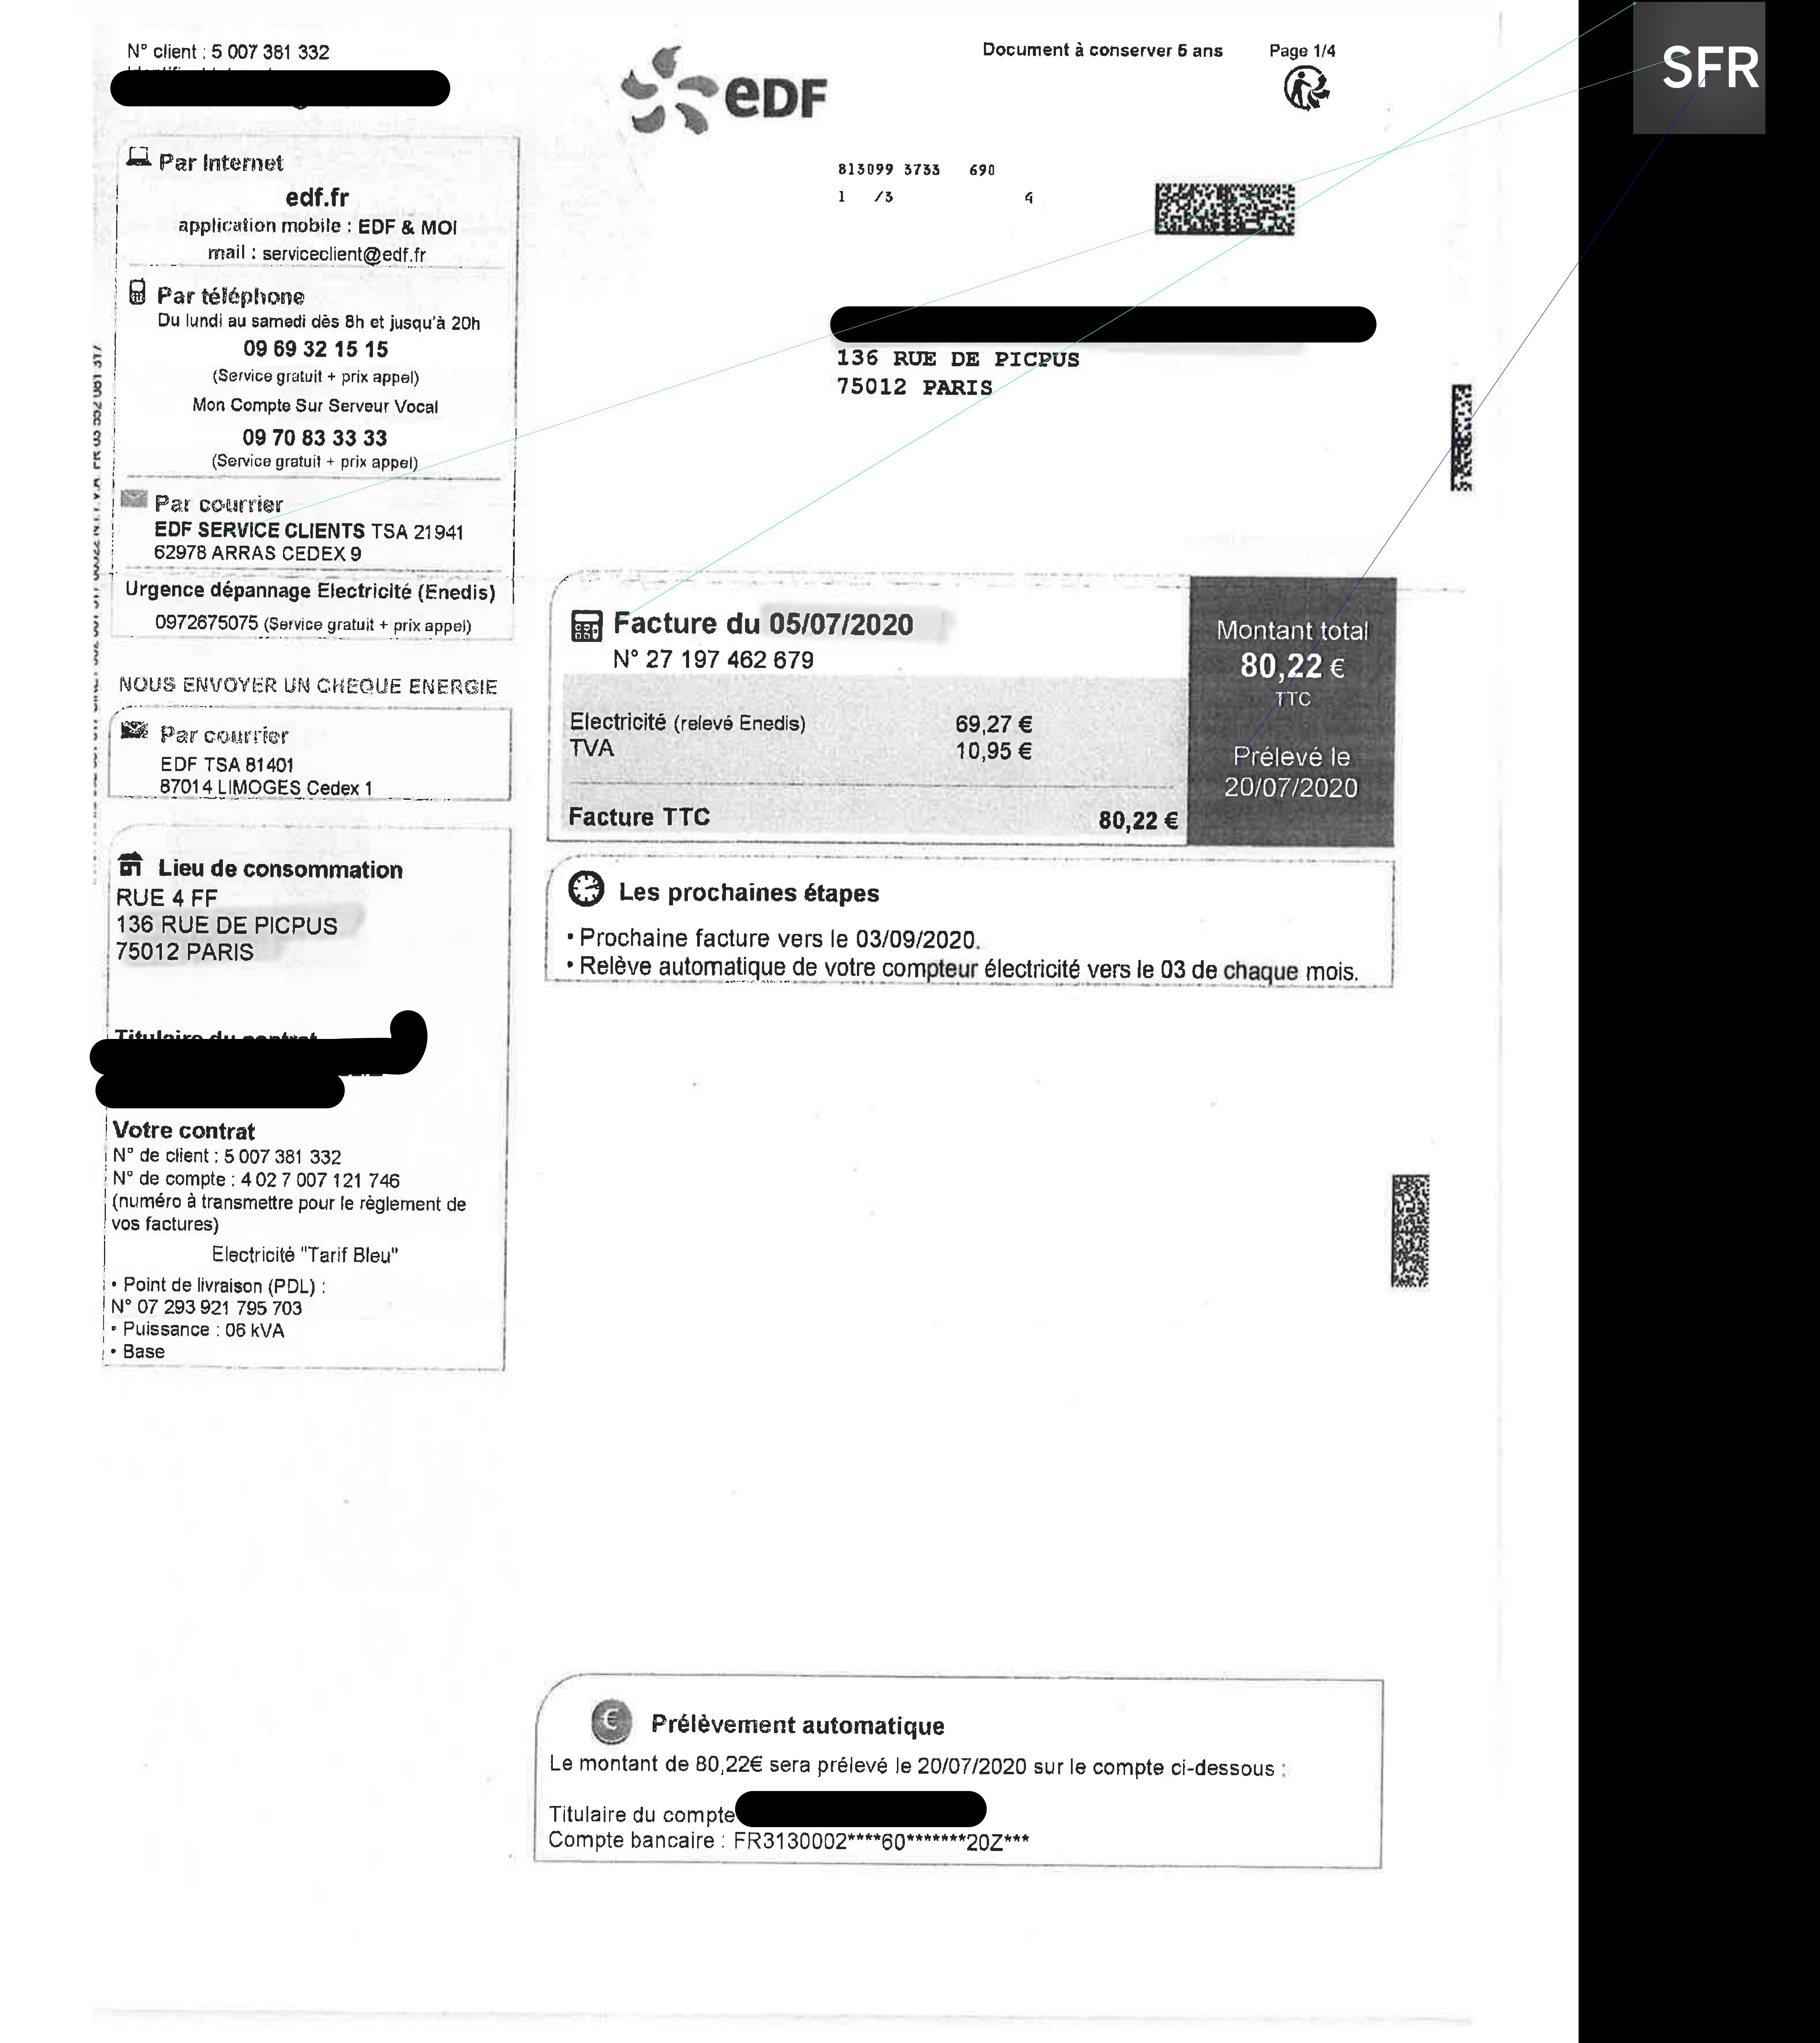 N° client : 5 007 381 332
edf
Document à conserver 5 ans
Page 1/4
SFR
Par Internet
edf.fr
application mobile : EDF & MOI
mail : serviceclient@edf.fr
Par téléphone
Du lundi au samedi dès 8h et jusqu'à 20h
09 69 32 15 15
(Service gratuit + prix appel)
Mon Compte Sur Serveur Vocal
09 70 83 33 33
(Service gratuit + prix appel)
Par courrier
EDF SERVICE CLIENTS TSA 21941
62978 ARRAS CEDEX 9
Urgence dépannage Electricité (Enedis)
0972675075 (Service gratuit + prix appel)
NOUS ENVOYER UN CHEQUE ENERGIE
Par courrier
EDF TSA 81401
87014 LIMOGES Cedex 1
Lieu de consommation
RUE 4 FF
136 RUE DE PICPUS
75012 PARIS
Titulaire du contrat
Votre contrat
N° de client : 5 007 381 332
N° de compte : 4 02 7 007 121 746
(numéro à transmettre pour le règlement de
vos factures)
Electricité "Tarif Bleu"
• Point de livraison (PDL) :
N° 07 293 921 795 703
• Puissance : 06 kVA
• Base
813099 3733 690
1 /3 4
136 RUE DE PICPUS
75012 PARIS
Facture du 05/07/2020
N° 27 197 462 679
Electricité (relevé Enedis) 69,27 €
TVA 10,95 €
Facture TTC 80,22 €
Montant total
80,22 €
TTC
Prélevé le
20/07/2020
Les prochaines étapes
• Prochaine facture vers le 03/09/2020.
• Relève automatique de votre compteur électricité vers le 03 de chaque mois.
€ Prélèvement automatique
Le montant de 80,22€ sera prélevé le 20/07/2020 sur le compte ci-dessous :
Titulaire du compte
Compte bancaire : FR3130002****60*******20Z***